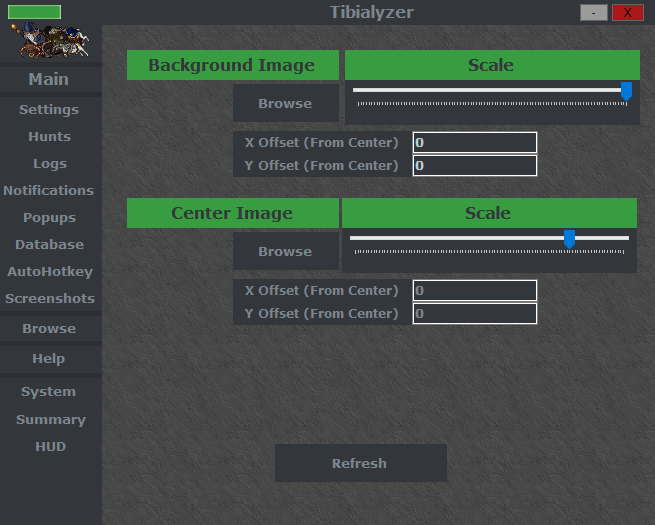 Tibialyzer
-
X
Main
Settings
Hunts
Logs
Notifications
Popups
Database
AutoHotkey
Screenshots
Browse
Help
System
Summary
HUD
Background Image
Scale
Browse
X Offset (From Center) 0
Y Offset (From Center) 0
Center Image
Scale
Browse
X Offset (From Center) 0
Y Offset (From Center) 0
Refresh